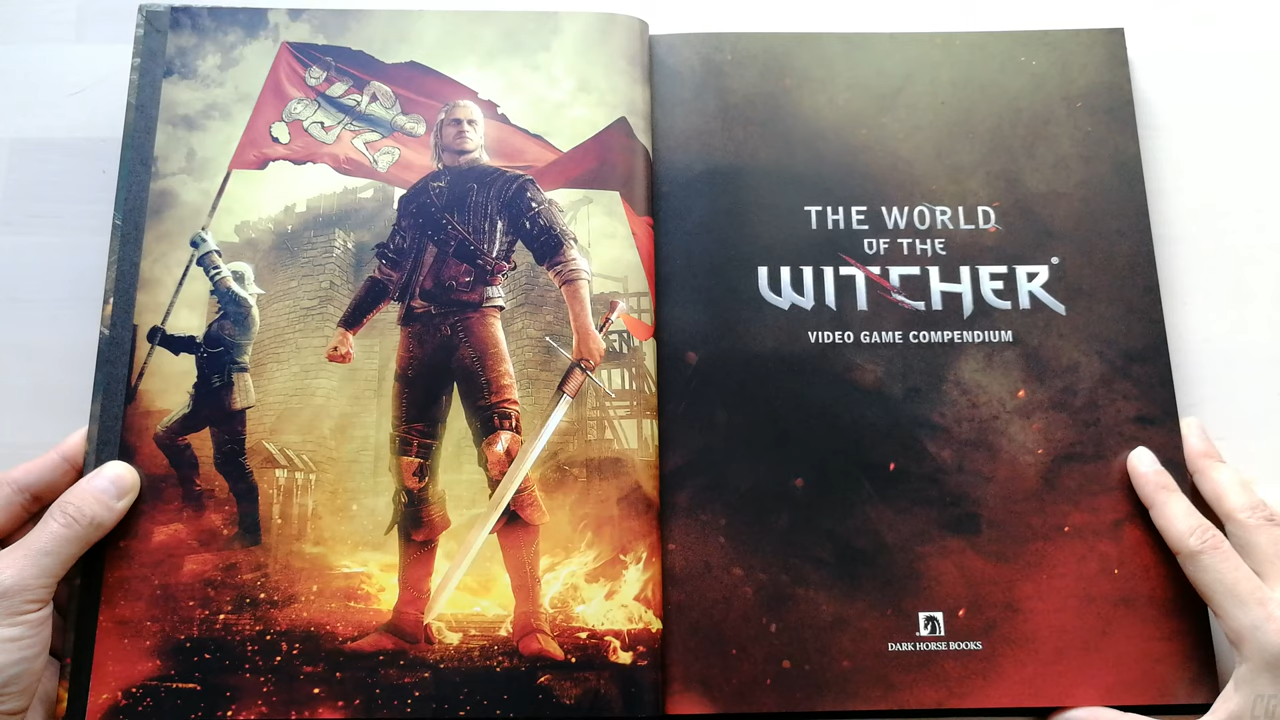 THE WORLD
OF THE
WITCHER®
VIDEO GAME COMPENDIUM
DARK HORSE BOOKS